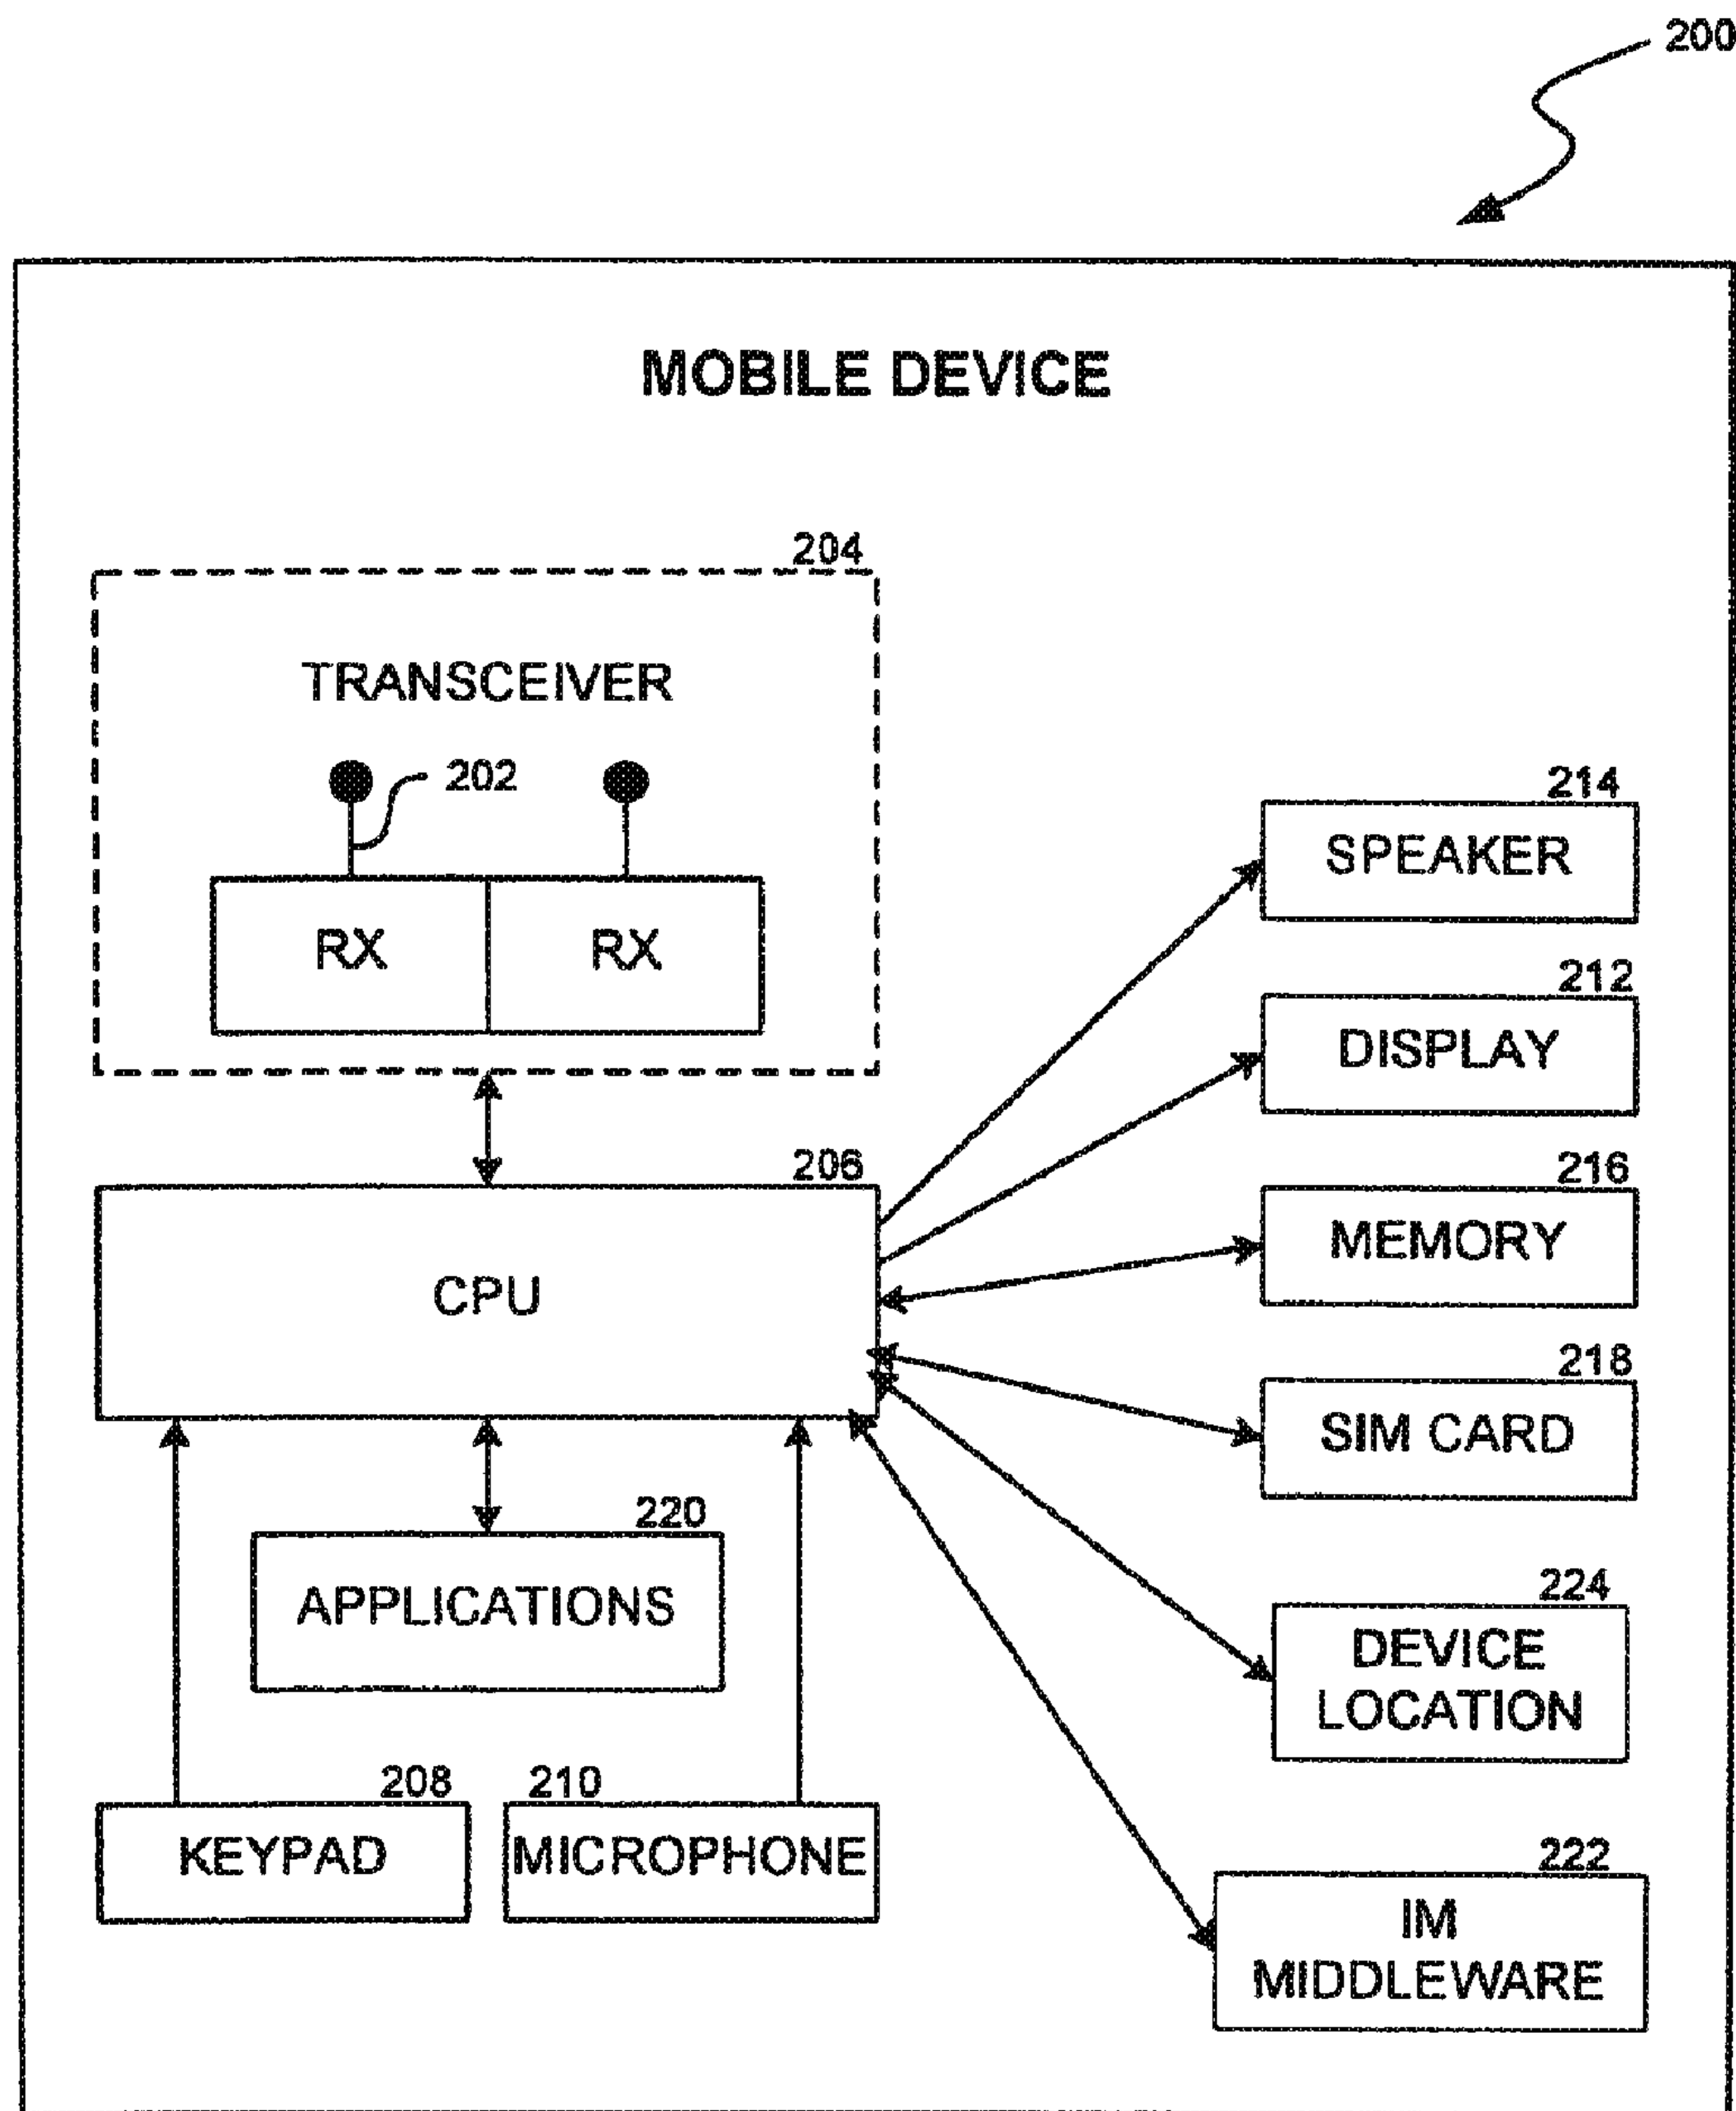 200
MOBILE DEVICE
204
TRANSCEIVER
202
RX RX
214
SPEAKER
212
DISPLAY
206
CPU
216
MEMORY
218
SIM CARD
220
APPLICATIONS
224
DEVICE
LOCATION
208
KEYPAD
210
MICROPHONE
222
IM
MIDDLEWARE